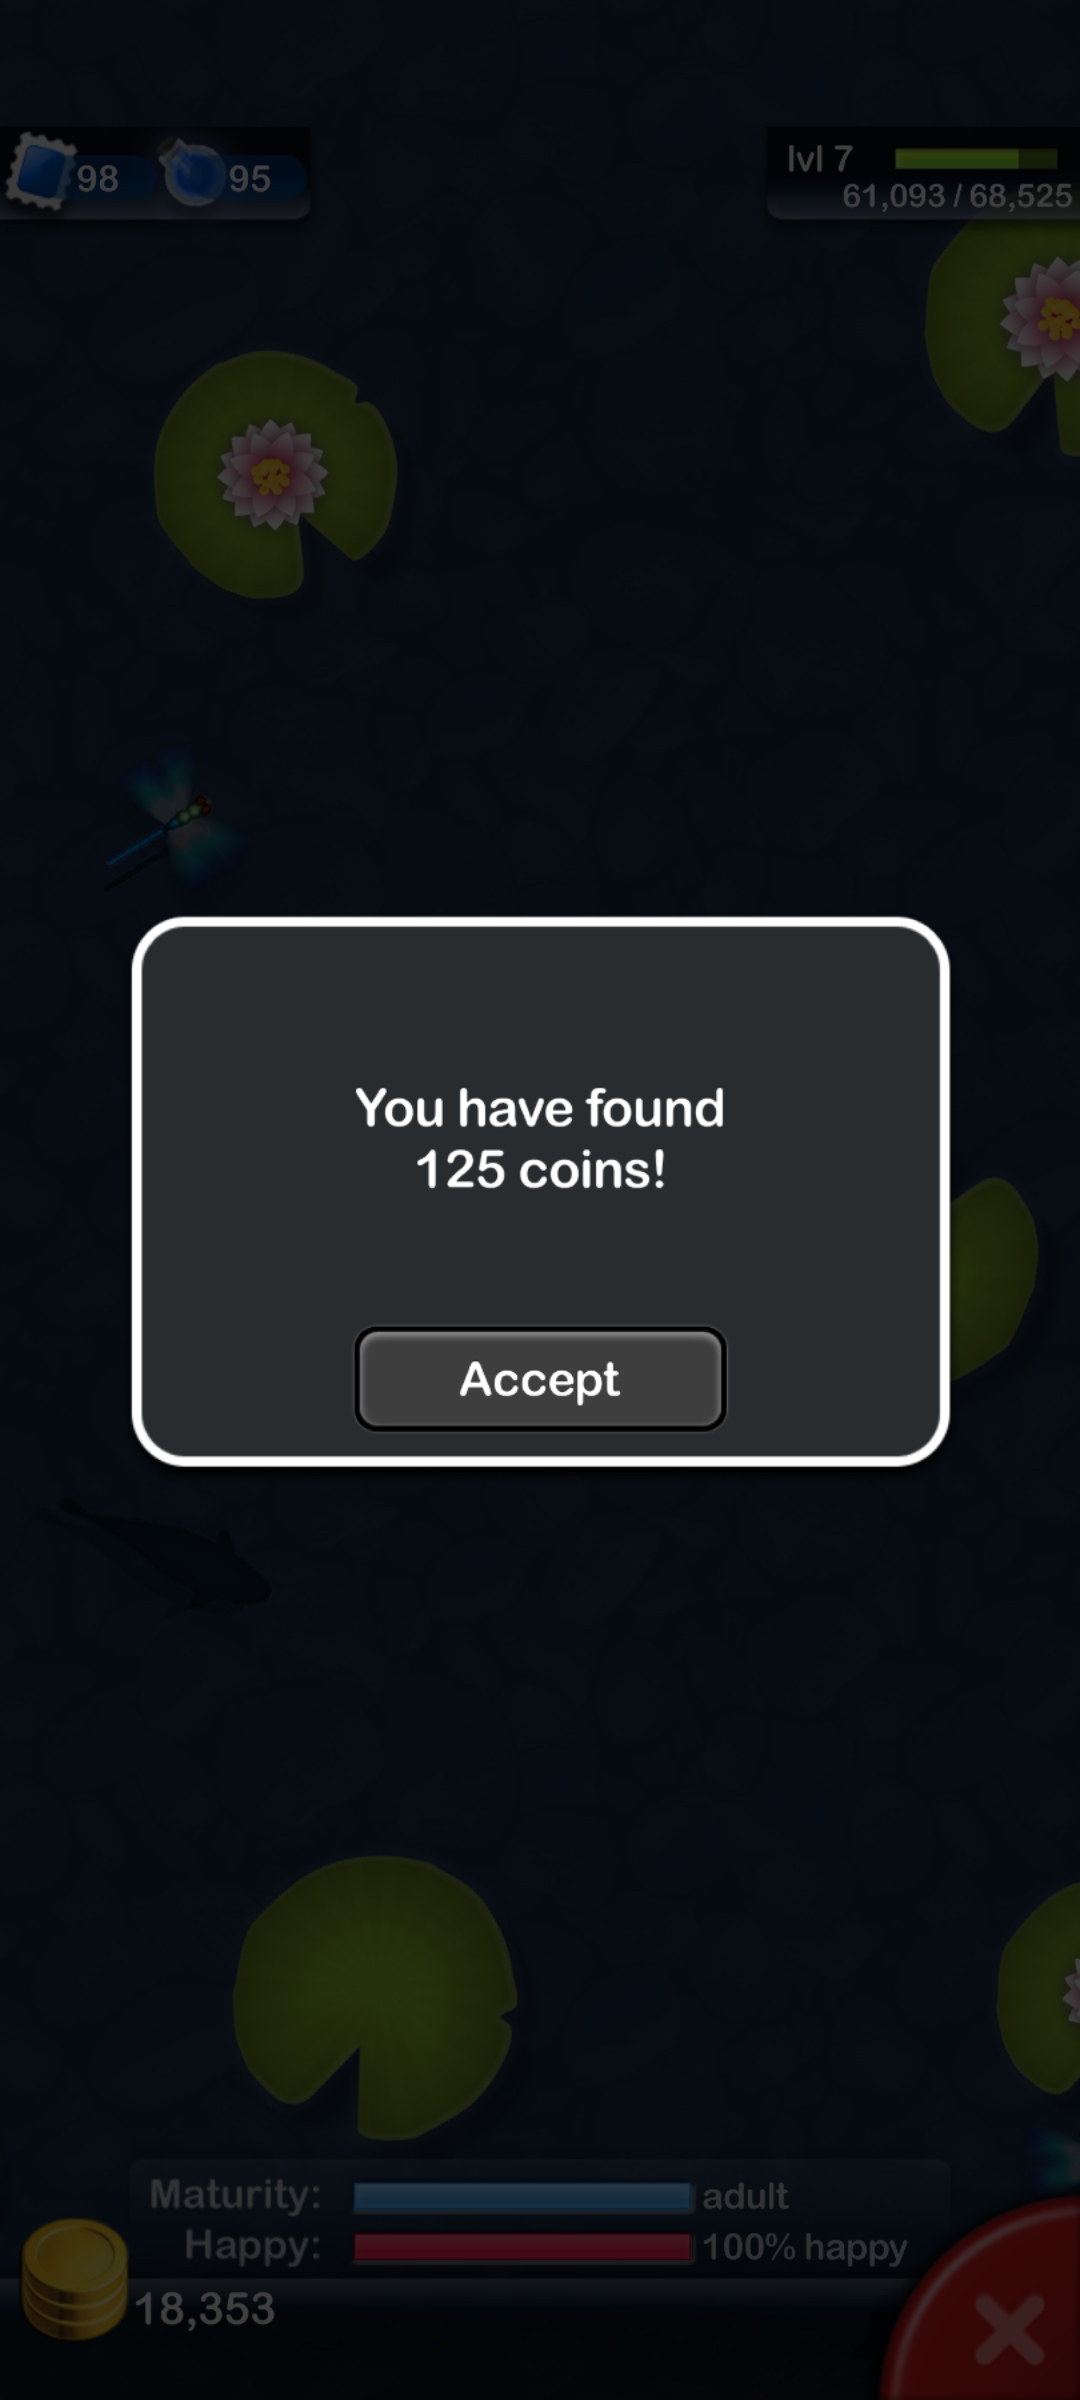 98 95
lvl 7
61,093 / 68,525
You have found
125 coins!
Accept
Maturity: adult
Happy: 100% happy
18,353